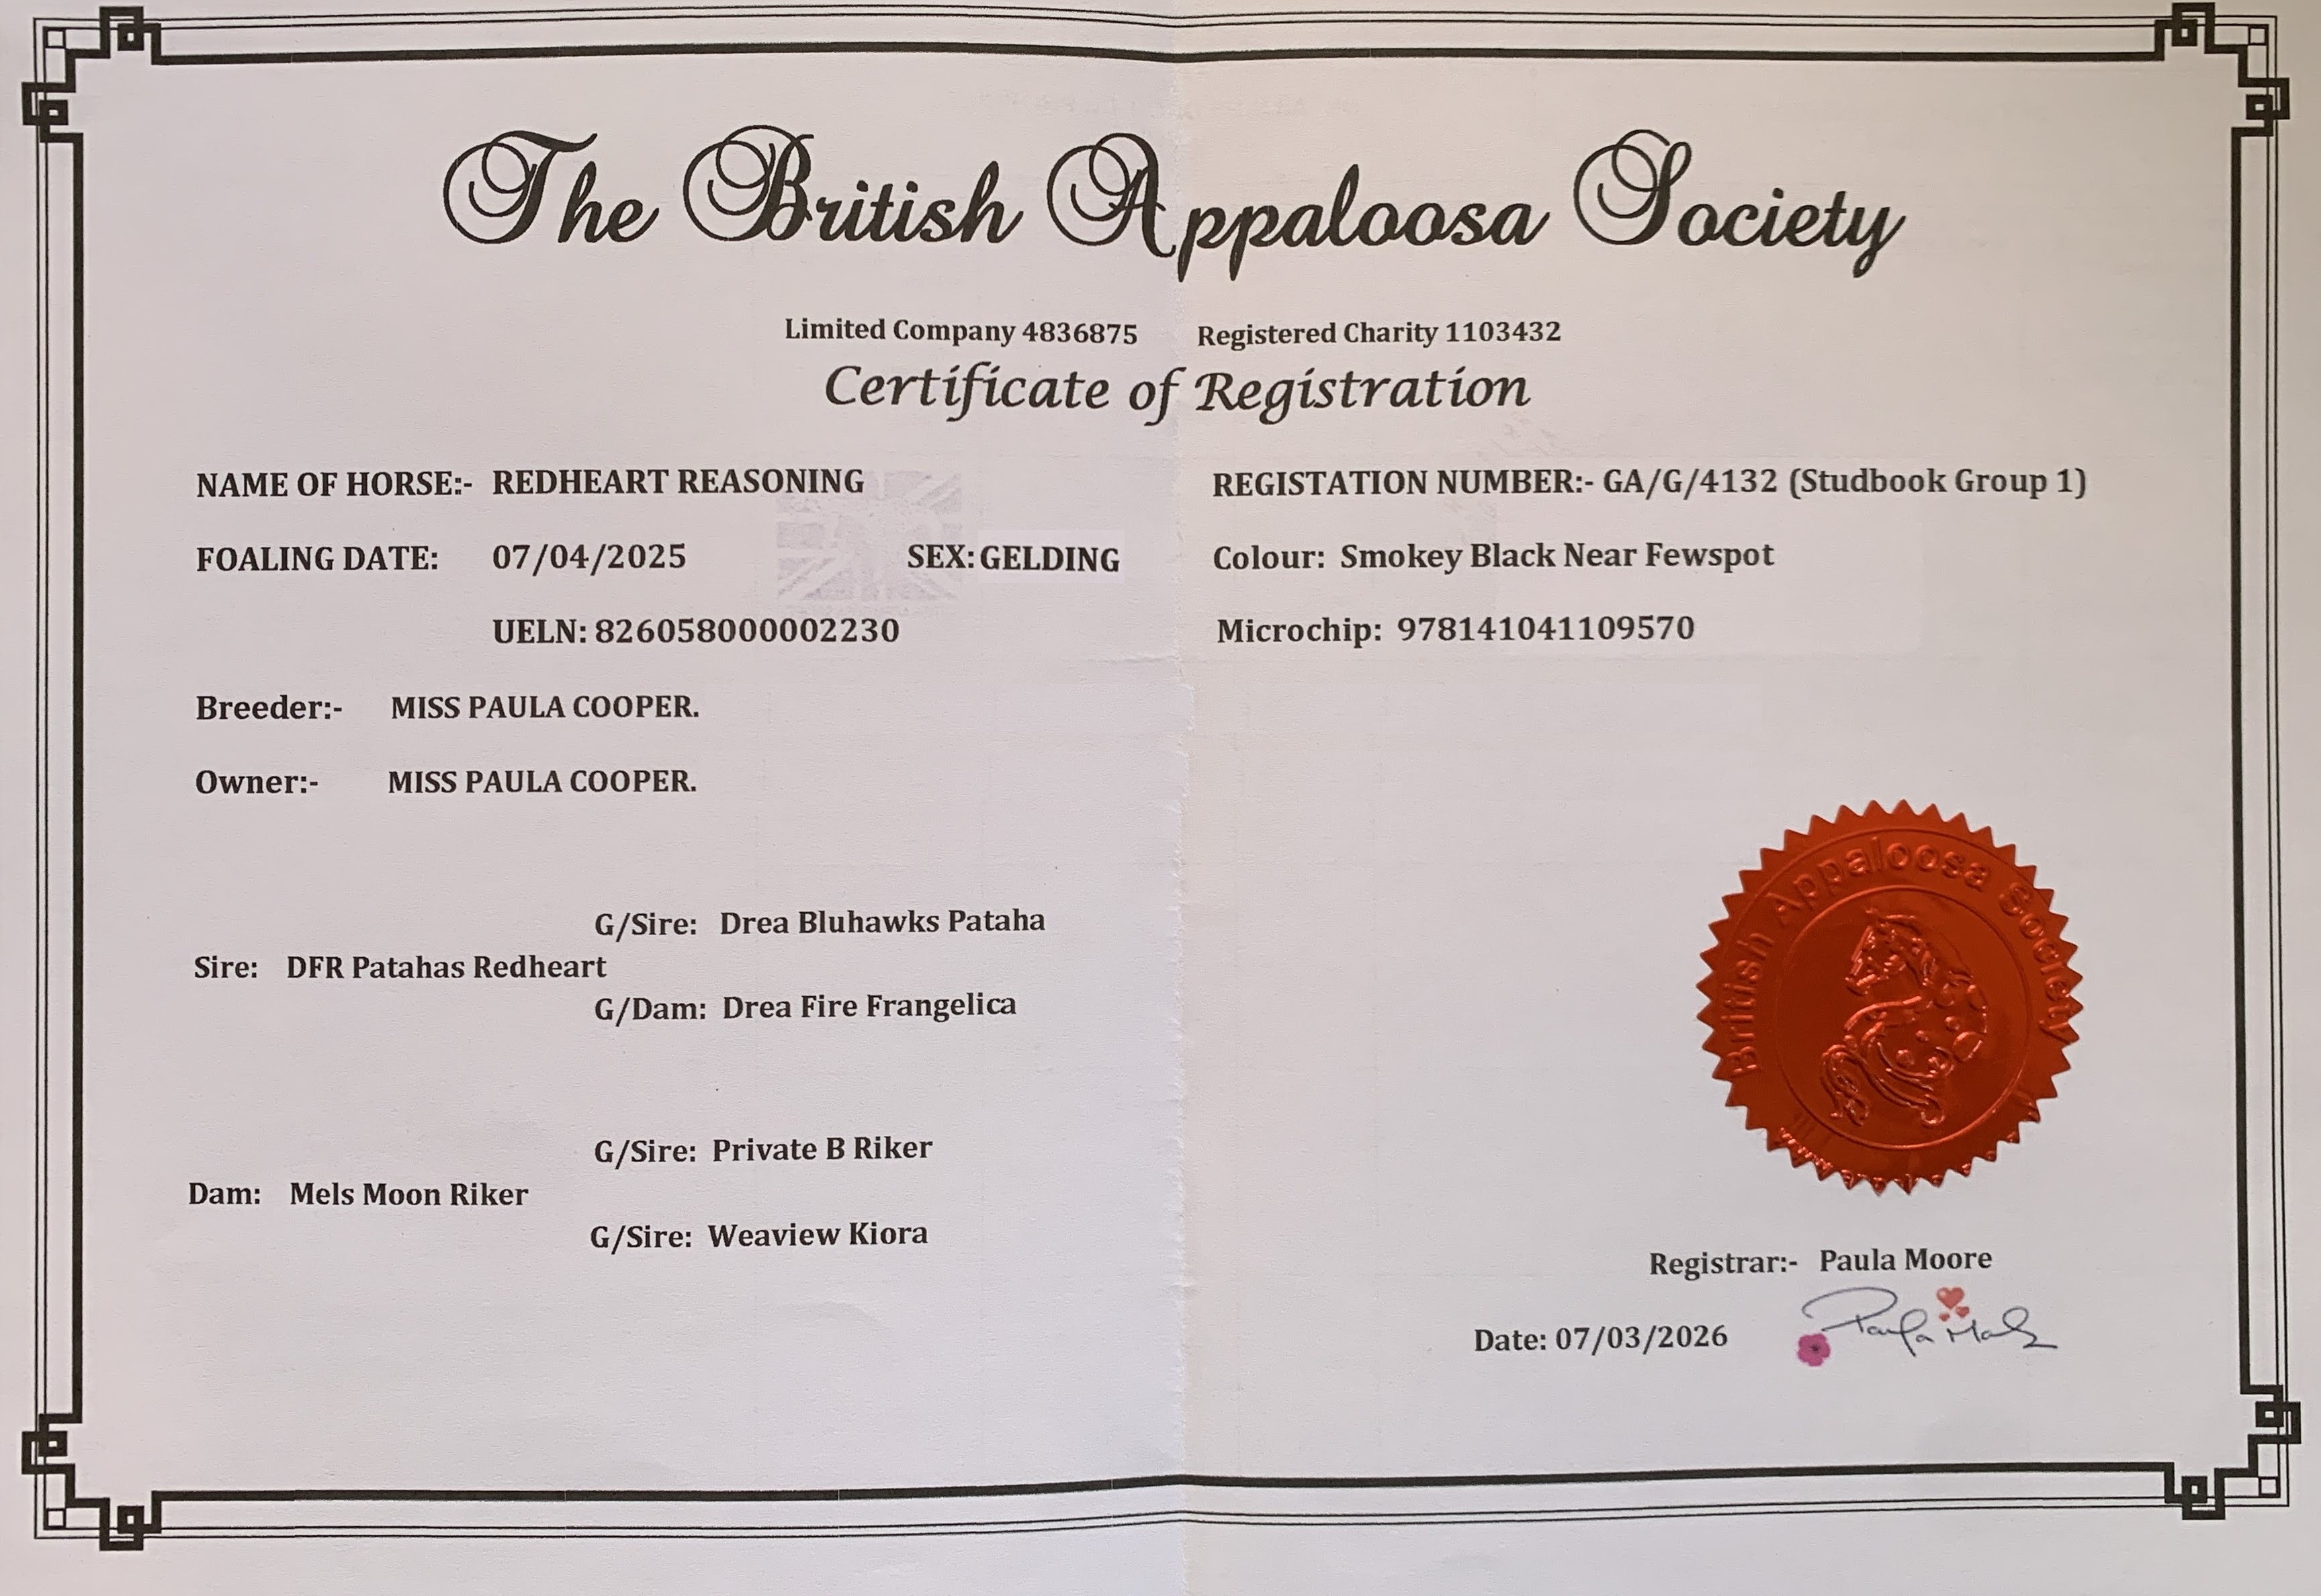 The British Appaloosa Society
Limited Company 4836875 Registered Charity 1103432
Certificate of Registration
NAME OF HORSE:- REDHEART REASONING REGISTATION NUMBER:- GA/G/4132 (Studbook Group 1)
FOALING DATE: 07/04/2025 SEX: GELDING Colour: Smokey Black Near Fewspot
UELN: 826058000002230 Microchip: 978141041109570
Breeder:- MISS PAULA COOPER.
Owner:- MISS PAULA COOPER.
G/Sire: Drea Bluhawks Pataha
Sire: DFR Patahas Redheart
G/Dam: Drea Fire Frangelica
G/Sire: Private B Riker
Dam: Mels Moon Riker
G/Sire: Weaview Kiora
British Appaloosa Society
Registrar:- Paula Moore
Date: 07/03/2026